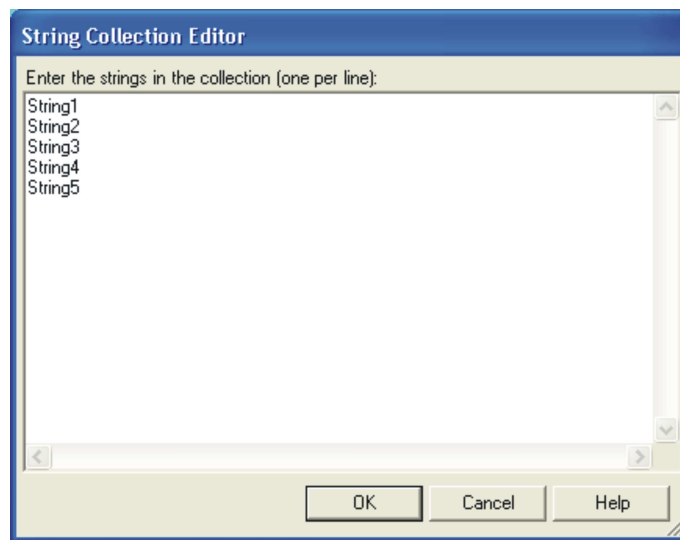 String Collection Editor
Enter the strings in the collection (one per line):
String1
String2
String3
String4
String5
OK Cancel Help